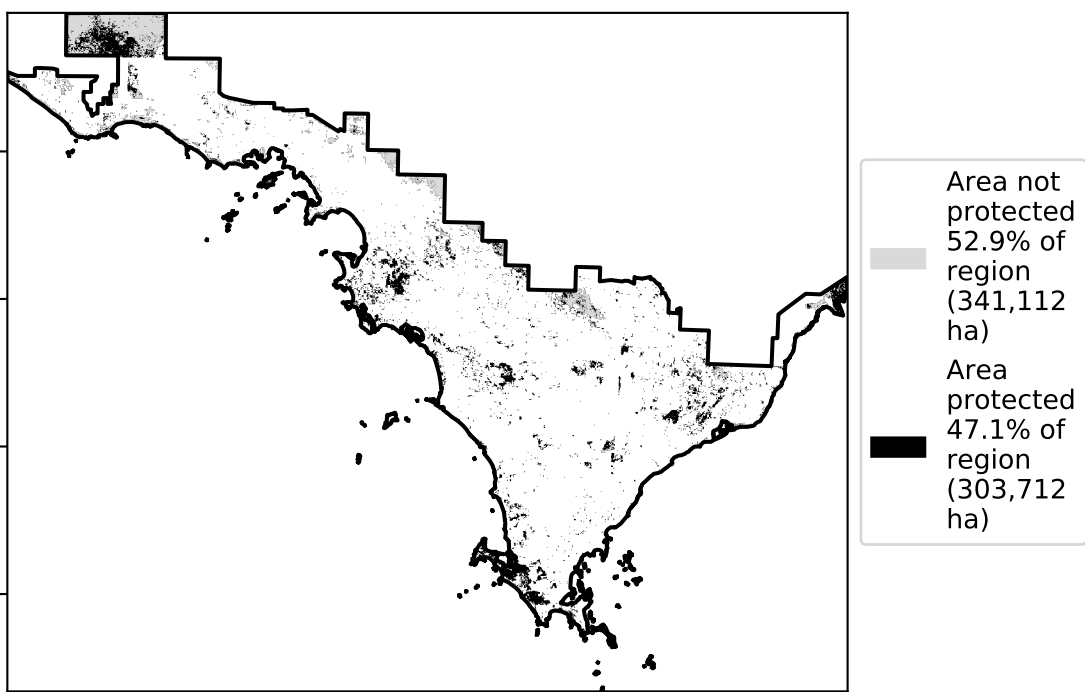 Area not
protected
52.9% of
region
(341,112
ha)
Area
protected
47.1% of
region
(303,712
ha)